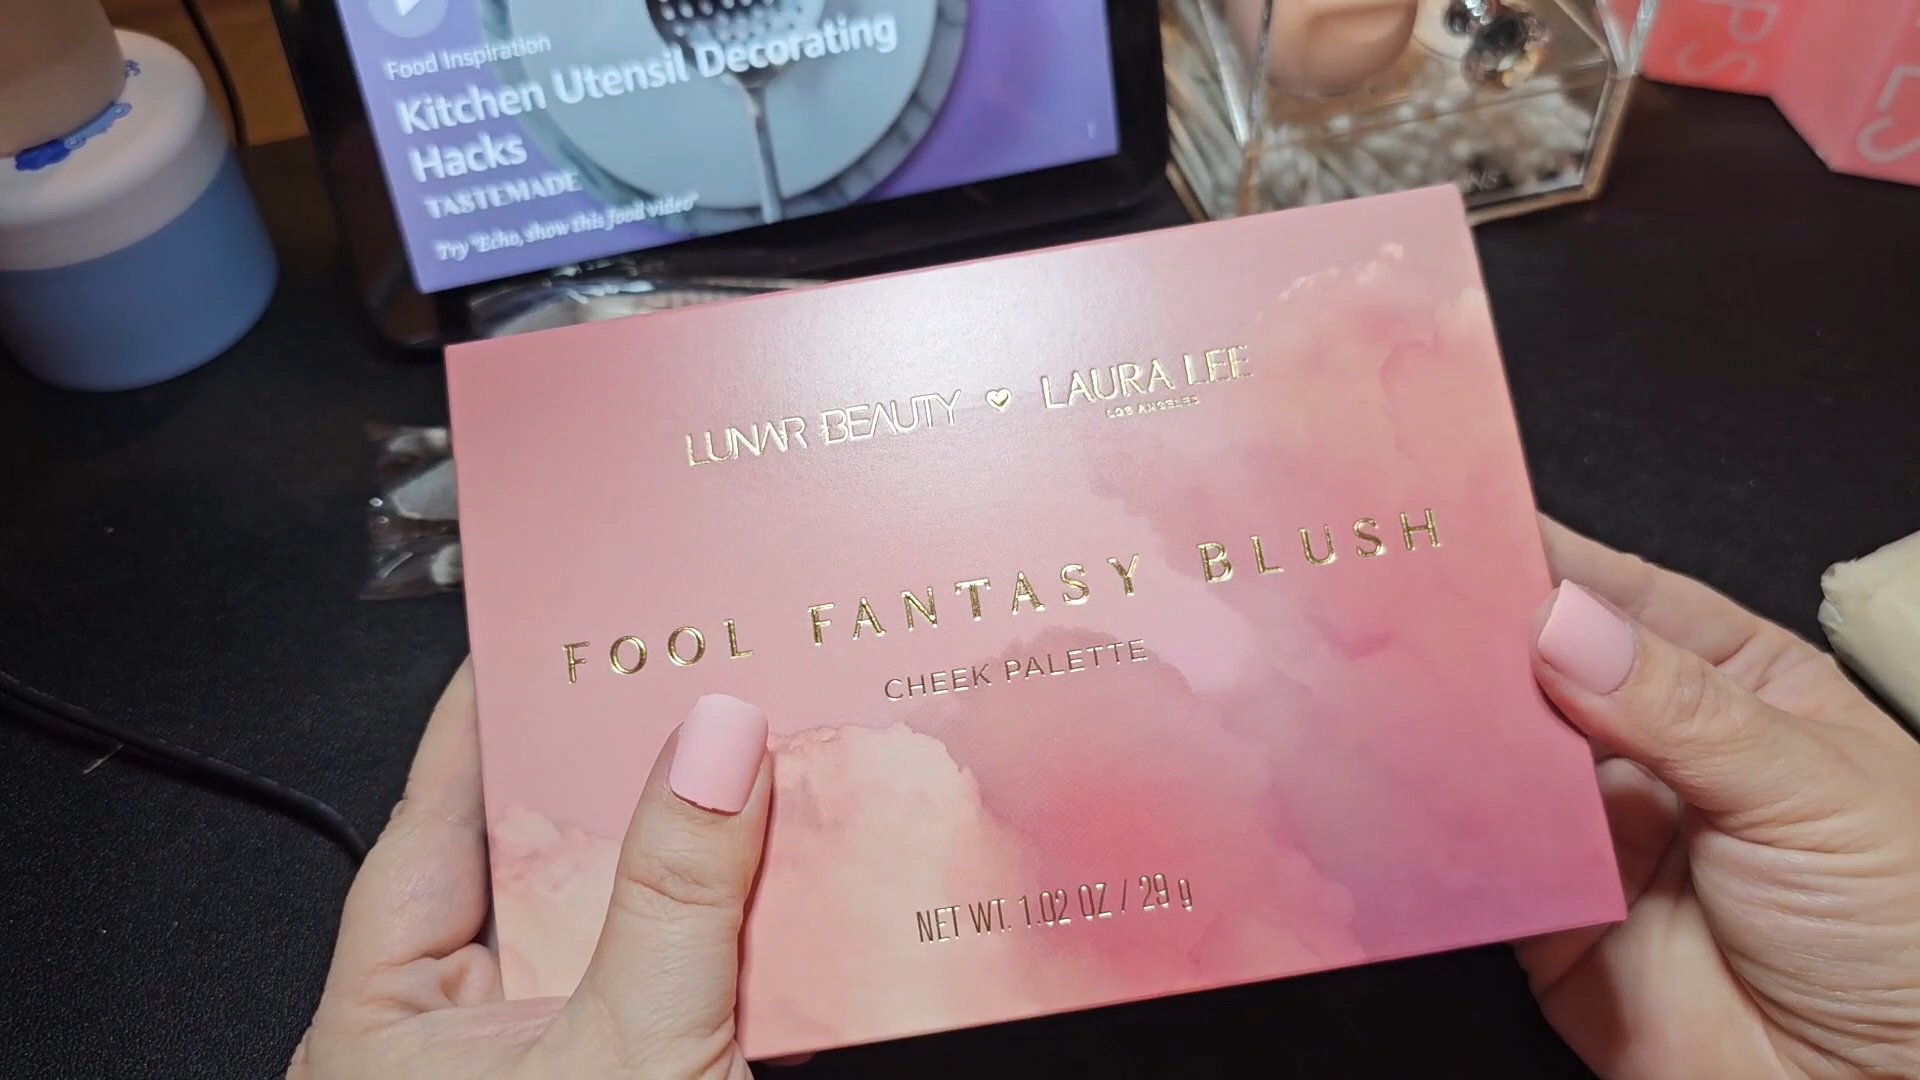 Food Inspiration
Kitchen Utensil Decorating
Hacks
TASTEMADE
Try "Echo, show this food video"
LUNAR BEAUTY ♡ LAURA LEE
LOS ANGELES
FOOL FANTASY BLUSH
CHEEK PALETTE
NET WT. 1.02 OZ / 29 g